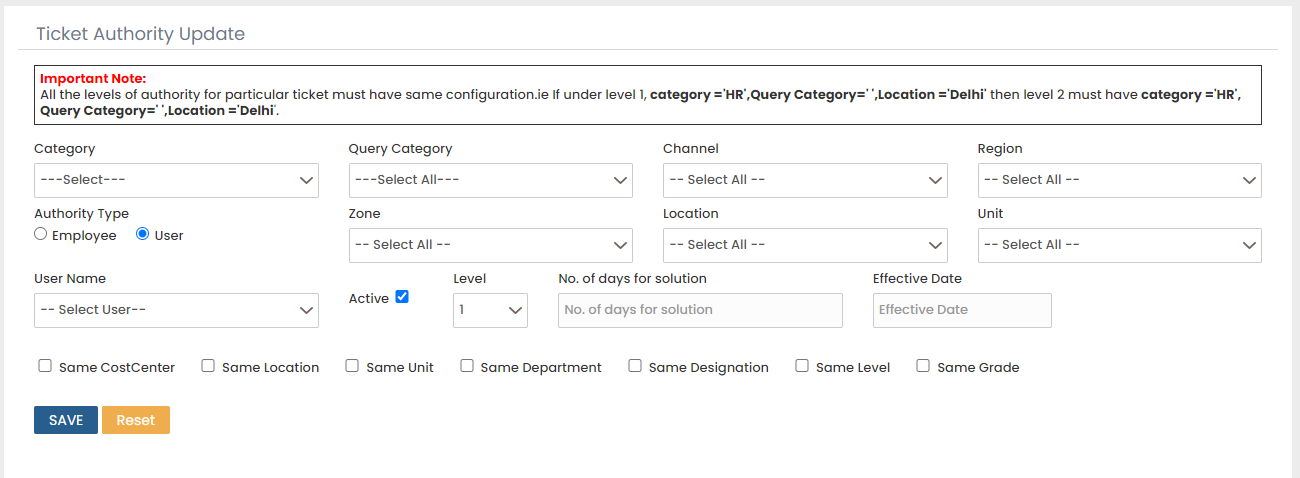 Ticket Authority Update
Important Note:
All the levels of authority for particular ticket must have same configuration.ie If under level 1, category ='HR',Query Category=' ',Location ='Delhi' then level 2 must have category ='HR',
Query Category=' ',Location ='Delhi'.
Category Query Category Channel Region
---Select--- ---Select All--- -- Select All -- -- Select All --
Authority Type Zone Location Unit
Employee User -- Select All -- -- Select All -- -- Select All --
User Name Level No. of days for solution Effective Date
-- Select User-- Active 1 No. of days for solution Effective Date
Same CostCenter Same Location Same Unit Same Department Same Designation Same Level Same Grade
SAVE Reset